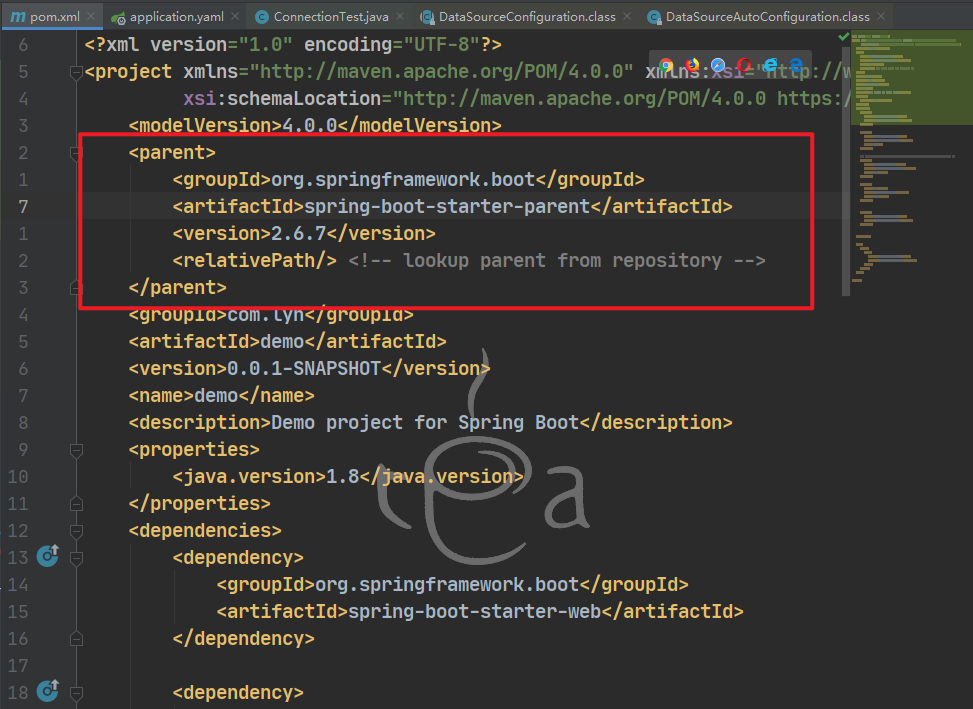 pom.xml application.yaml ConnectionTest.java DataSourceConfiguration.class DataSourceAutoConfiguration.class
6 <?xml version="1.0" encoding="UTF-8"?>
5 <project xmlns="http://maven.apache.org/POM/4.0.0" xmlns:xsi="http://w
4 xsi:schemaLocation="http://maven.apache.org/POM/4.0.0 https:/
3 <modelVersion>4.0.0</modelVersion>
2 <parent>
1 <groupId>org.springframework.boot</groupId>
7 <artifactId>spring-boot-starter-parent</artifactId>
1 <version>2.6.7</version>
2 <relativePath/> <!-- lookup parent from repository -->
3 </parent>
4 <groupId>com.lyh</groupId>
5 <artifactId>demo</artifactId>
6 <version>0.0.1-SNAPSHOT</version>
7 <name>demo</name>
8 <description>Demo project for Spring Boot</description>
9 <properties>
10 <java.version>1.8</java.version>
11 </properties>
12 <dependencies>
13 <dependency>
14 <groupId>org.springframework.boot</groupId>
15 <artifactId>spring-boot-starter-web</artifactId>
16 </dependency>
17
18 <dependency>
tea